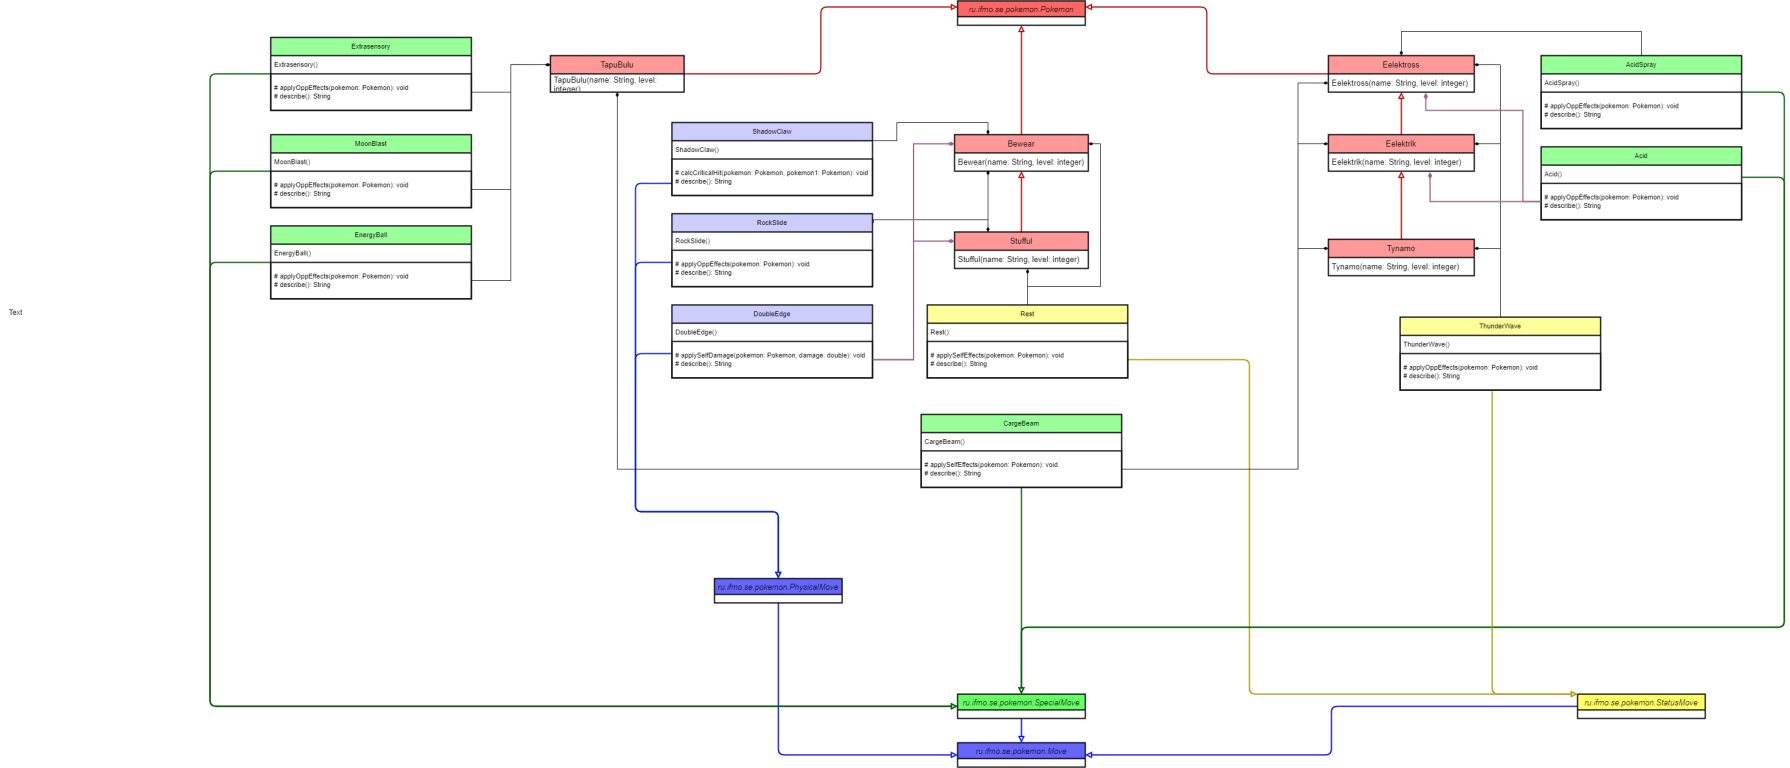 ru.ifmo.se.pokemon.Pokemon
Extrasensory
Extrasensory()
# applyOppEffects(pokemon: Pokemon): void
# describe(): String
TapuBulu
TapuBulu(name: String, level:
integer)
Eelektross
Eelektross(name: String, level: integer)
AcidSpray
AcidSpray()
# applyOppEffects(pokemon: Pokemon): void
# describe(): String
MoonBlast
MoonBlast()
# applyOppEffects(pokemon: Pokemon): void
# describe(): String
ShadowClaw
ShadowClaw()
# calcCriticalHit(pokemon: Pokemon, pokemon1: Pokemon): void
# describe(): String
Bewear
Bewear(name: String, level: integer)
Eelektrik
Eelektrik(name: String, level: integer)
Acid
Acid()
# applyOppEffects(pokemon: Pokemon): void
# describe(): String
EnergyBall
EnergyBall()
# applyOppEffects(pokemon: Pokemon): void
# describe(): String
RockSlide
RockSlide()
# applyOppEffects(pokemon: Pokemon): void
# describe(): String
Stufful
Stufful(name: String, level: integer)
Tynamo
Tynamo(name: String, level: integer)
Text
DoubleEdge
DoubleEdge()
# applySelfDamage(pokemon: Pokemon, damage: double): void
# describe(): String
Rest
Rest()
# applySelfEffects(pokemon: Pokemon): void
# describe(): String
ThunderWave
ThunderWave()
# applyOppEffects(pokemon: Pokemon): void
# describe(): String
CargeBeam
CargeBeam()
# applySelfEffects(pokemon: Pokemon): void
# describe(): String
ru.ifmo.se.pokemon.PhysicalMove
ru.ifmo.se.pokemon.SpecialMove
ru.ifmo.se.pokemon.StatusMove
ru.ifmo.se.pokemon.Move